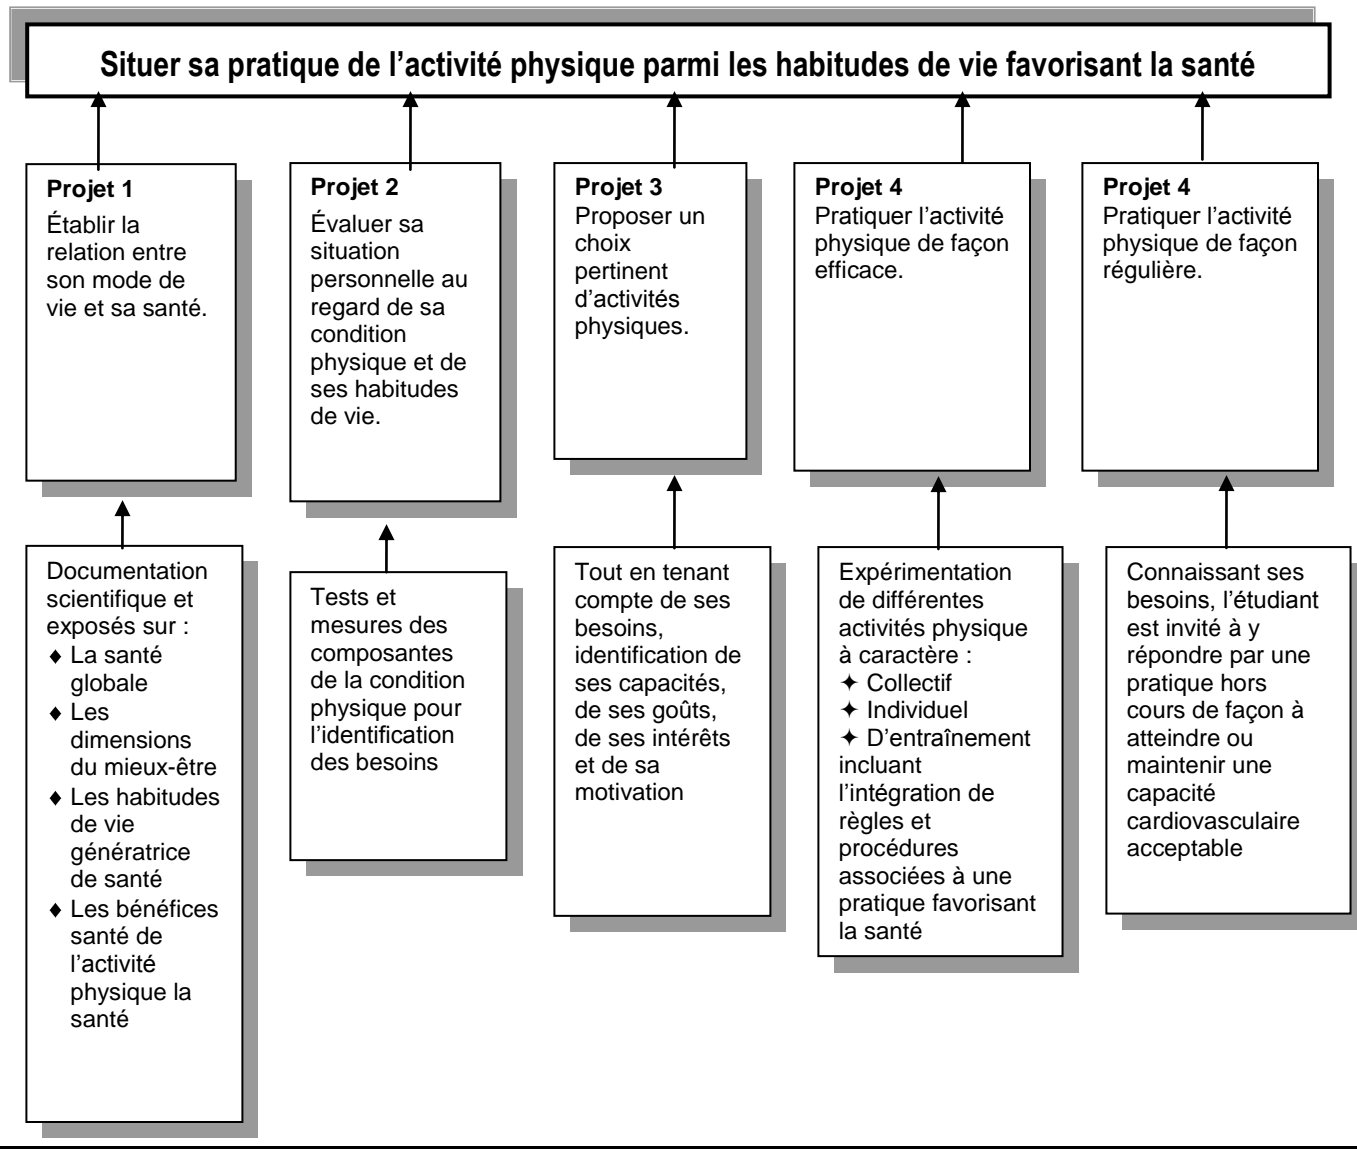 Situer sa pratique de l’activité physique parmi les habitudes de vie favorisant la santé
Projet 1
Établir la
relation entre
son mode de
vie et sa santé.
Projet 2
Évaluer sa
situation
personnelle au
regard de sa
condition
physique et de
ses habitudes
de vie.
Projet 3
Proposer un
choix
pertinent
d’activités
physiques.
Projet 4
Pratiquer l’activité
physique de façon
efficace.
Projet 4
Pratiquer l’activité
physique de façon
régulière.
Documentation
scientifique et
exposés sur :
♦ La santé
globale
♦ Les
dimensions
du mieux-être
♦ Les habitudes
de vie
génératrice
de santé
♦ Les bénéfices
santé de
l’activité
physique la
santé
Tests et
mesures des
composantes
de la condition
physique pour
l’identification
des besoins
Tout en tenant
compte de ses
besoins,
identification de
ses capacités,
de ses goûts,
de ses intérêts
et de sa
motivation
Expérimentation
de différentes
activités physique
à caractère :
✦ Collectif
✦ Individuel
✦ D’entraînement
incluant
l’intégration de
règles et
procédures
associées à une
pratique favorisant
la santé
Connaissant ses
besoins, l’étudiant
est invité à y
répondre par une
pratique hors
cours de façon à
atteindre ou
maintenir une
capacité
cardiovasculaire
acceptable